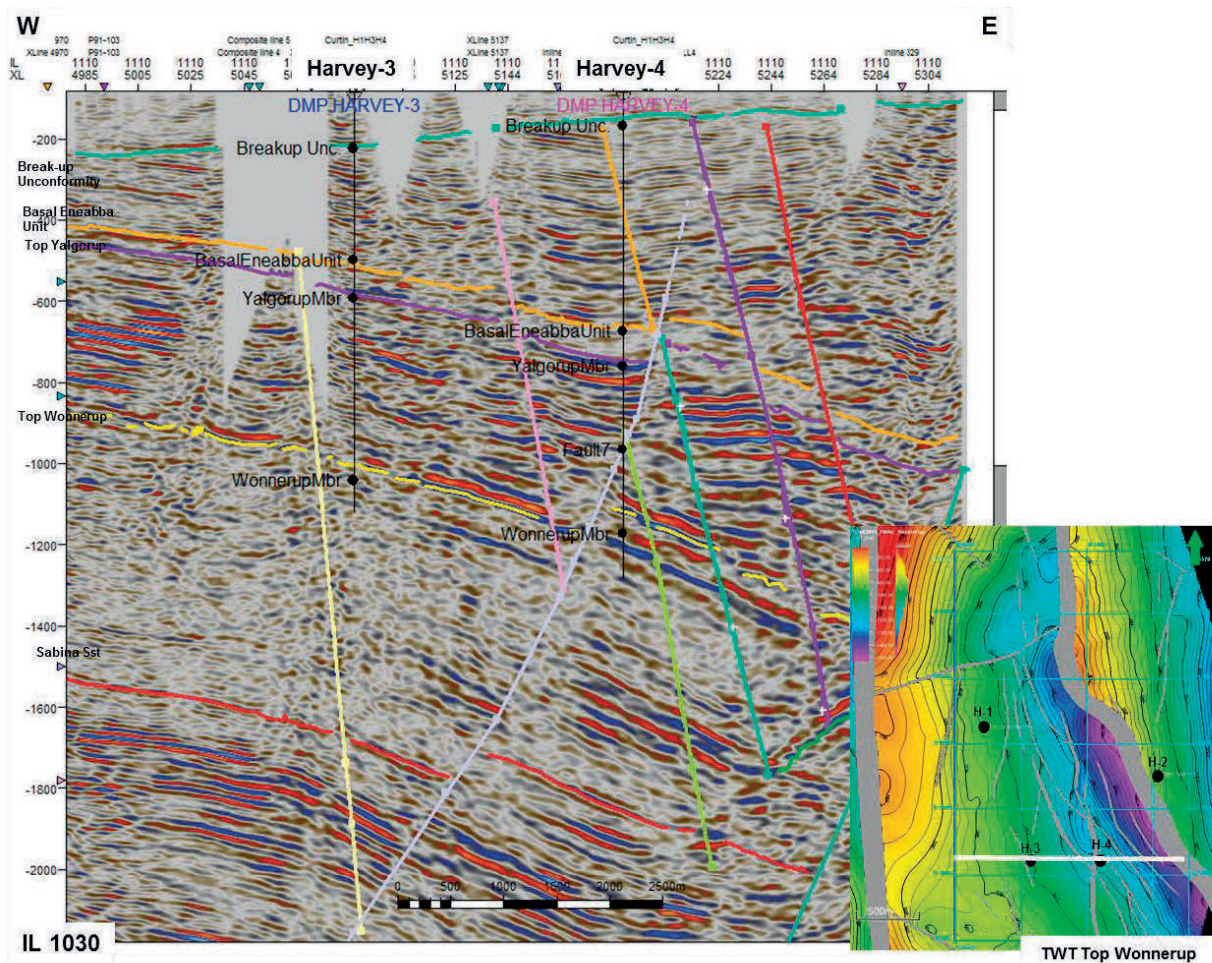 W
E
970 P91-103 Composite line 5 Curtin_H1H3H4 XLine 5137 Curtin_H1H3H4
XLine 4970 P91-103 Composite line 4 XLine 5137 Inline LL4 Inline 329
IL 1110 1110 1110 1110 1110 1110 1110 1110 1110 1110 1110
XL 4985 5005 5025 5045 5125 5144 5224 5244 5264 5284 5304
Harvey-3
Harvey-4
DMP HARVEY-3
DMP HARVEY-4
Breakup Unc.
Breakup Unc.
-200
Break-up
Unconformity
Basal Eneabba
Unit
-400
Top Yalgorup
BasalEneabbaUnit
YalgorupMbr
-600
BasalEneabbaUnit
YalgorupMbr
-800
Top Wonnerup
Fault7
-1000
WonnerupMbr
WonnerupMbr
-1200
-1400
Sabina Sst
-1600
-1800
-2000
0 500 1000 1500 2000 2500m
H-1
H-2
H-3
H-4
IL 1030
TWT Top Wonnerup